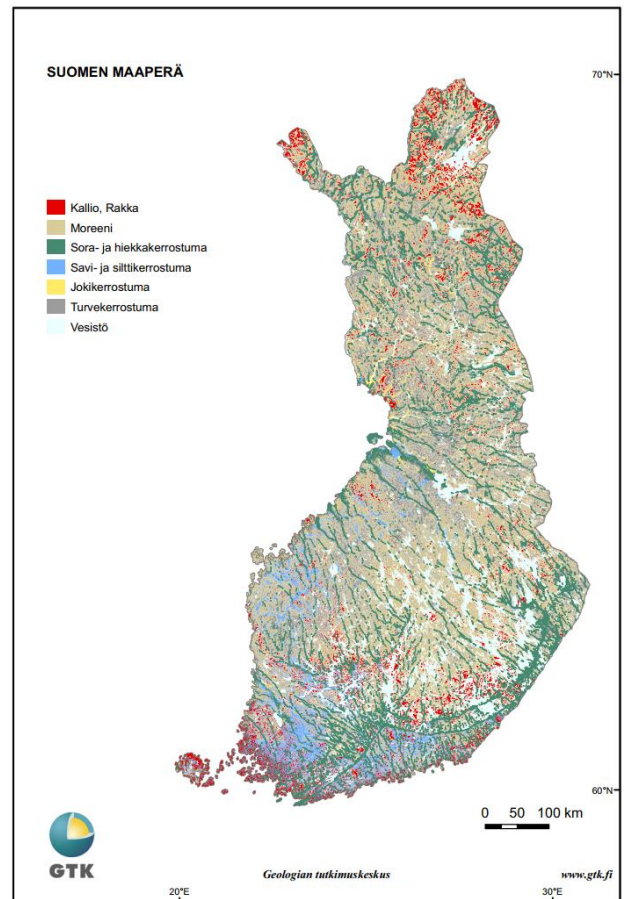 SUOMEN MAAPERÄ
70°N
Kallio, Rakka
Moreeni
Sora- ja hiekkakerrostuma
Savi- ja silttikerrostuma
Jokikerrostuma
Turvekerrostuma
Vesistö
60°N
0 50 100 km
GTK
Geologian tutkimuskeskus
www.gtk.fi
20°E
30°E